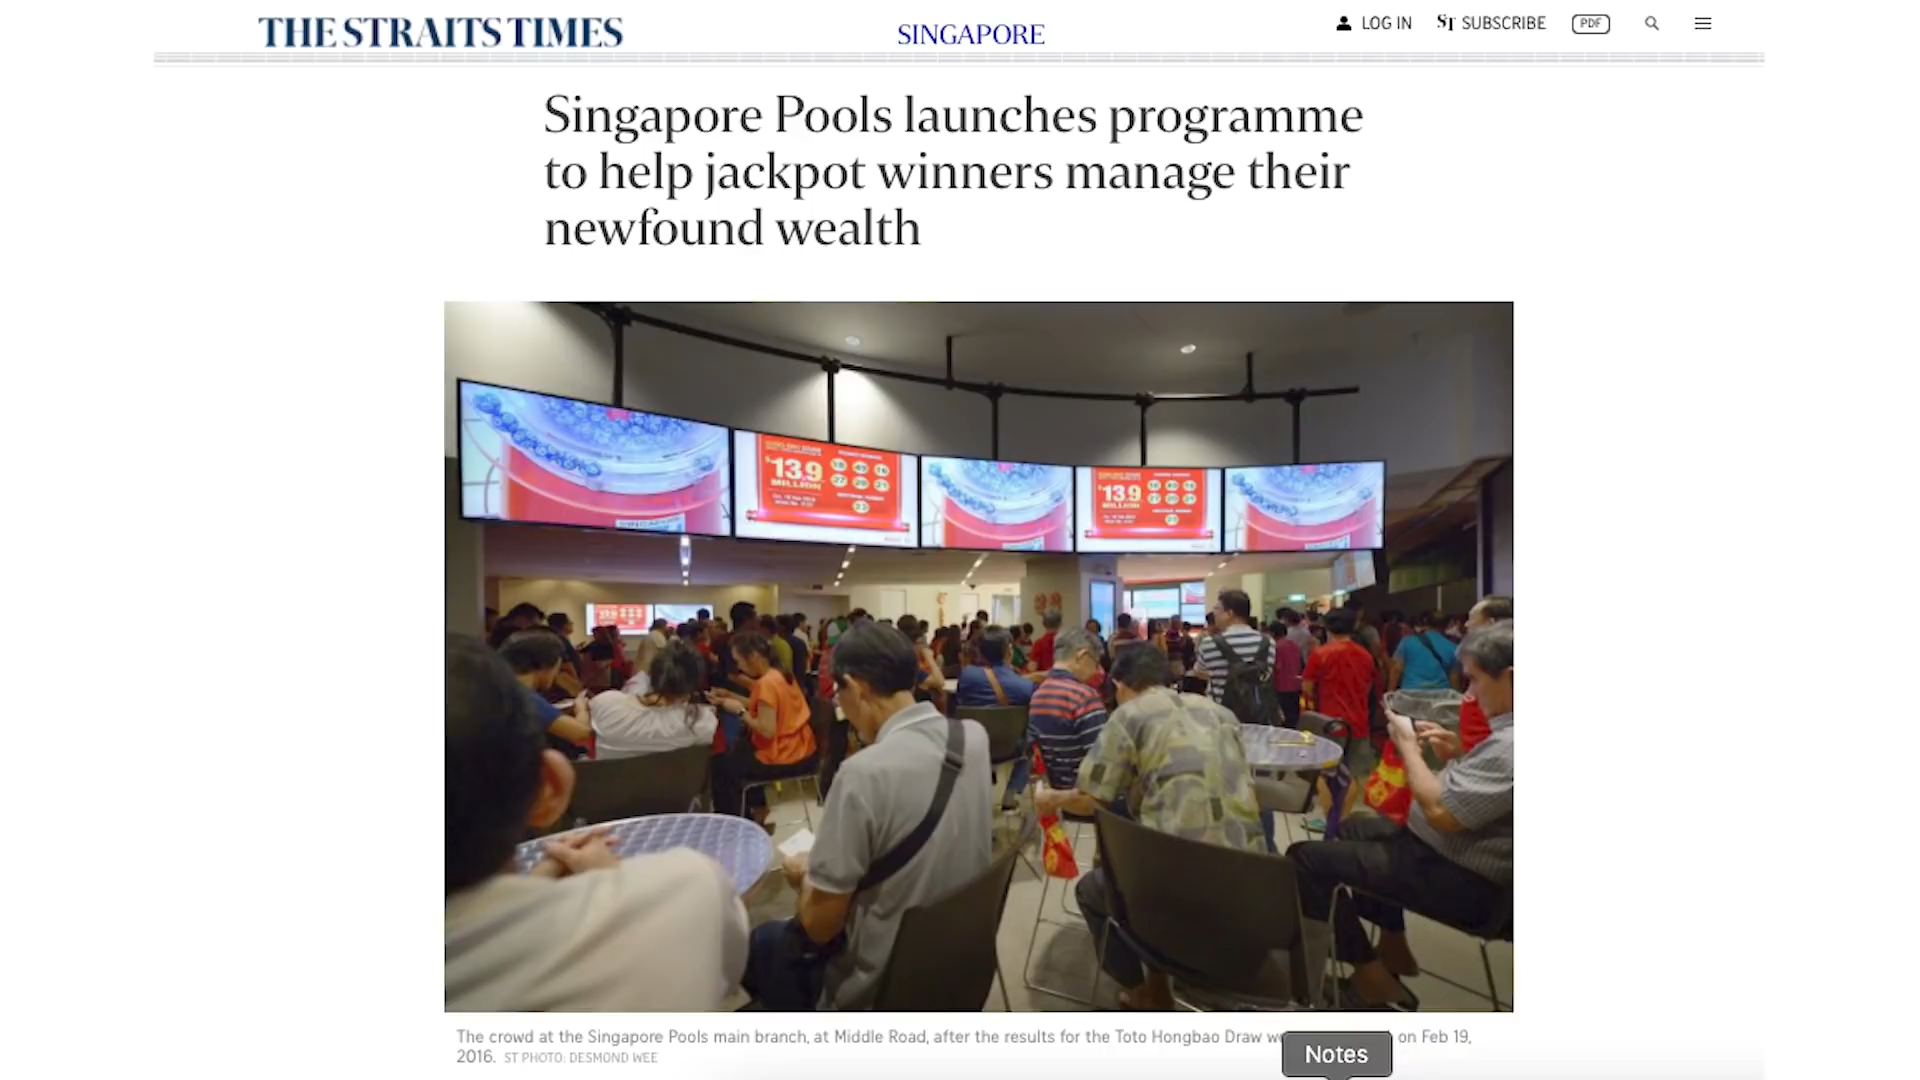 THE STRAITS TIMES
SINGAPORE
LOG IN
ST SUBSCRIBE
PDF
Singapore Pools launches programme
to help jackpot winners manage their
newfound wealth
$13.9
MILLION
$13.9
MILLION
The crowd at the Singapore Pools main branch, at Middle Road, after the results for the Toto Hongbao Draw on Feb 19,
2016. ST PHOTO: DESMOND WEE
Notes